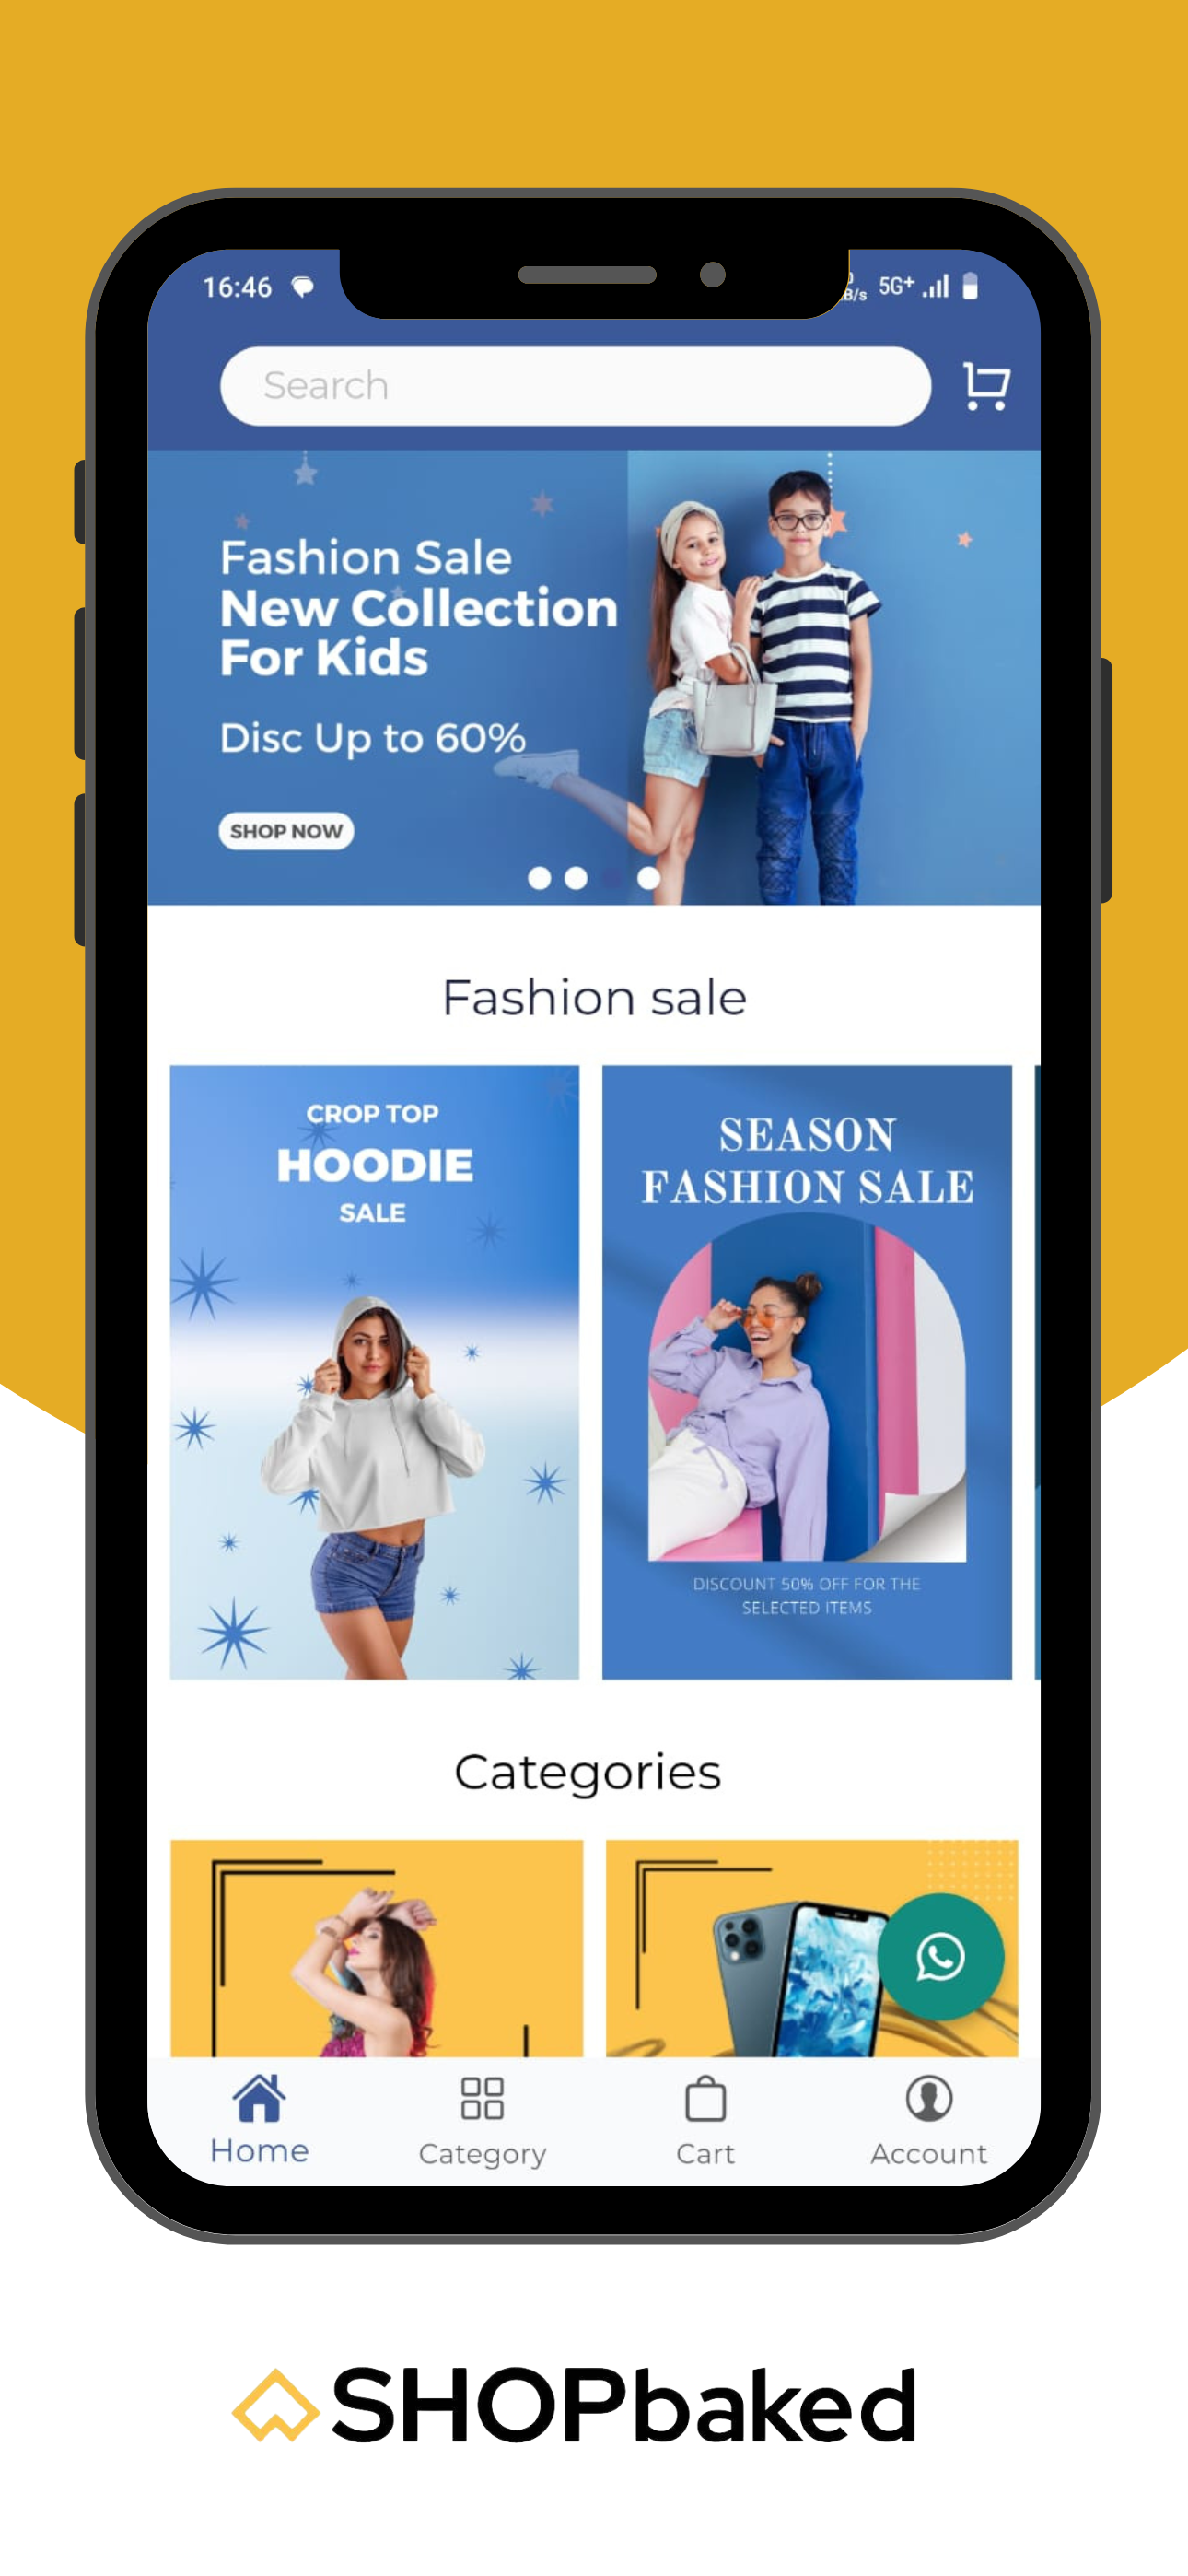 16:46
B/s 5G+
Search
Fashion Sale
New Collection
For Kids
Disc Up to 60%
SHOP NOW
Fashion sale
CROP TOP
HOODIE
SALE
SEASON
FASHION SALE
DISCOUNT 50% OFF FOR THE
SELECTED ITEMS
Categories
Home
Category
Cart
Account
SHOPbaked